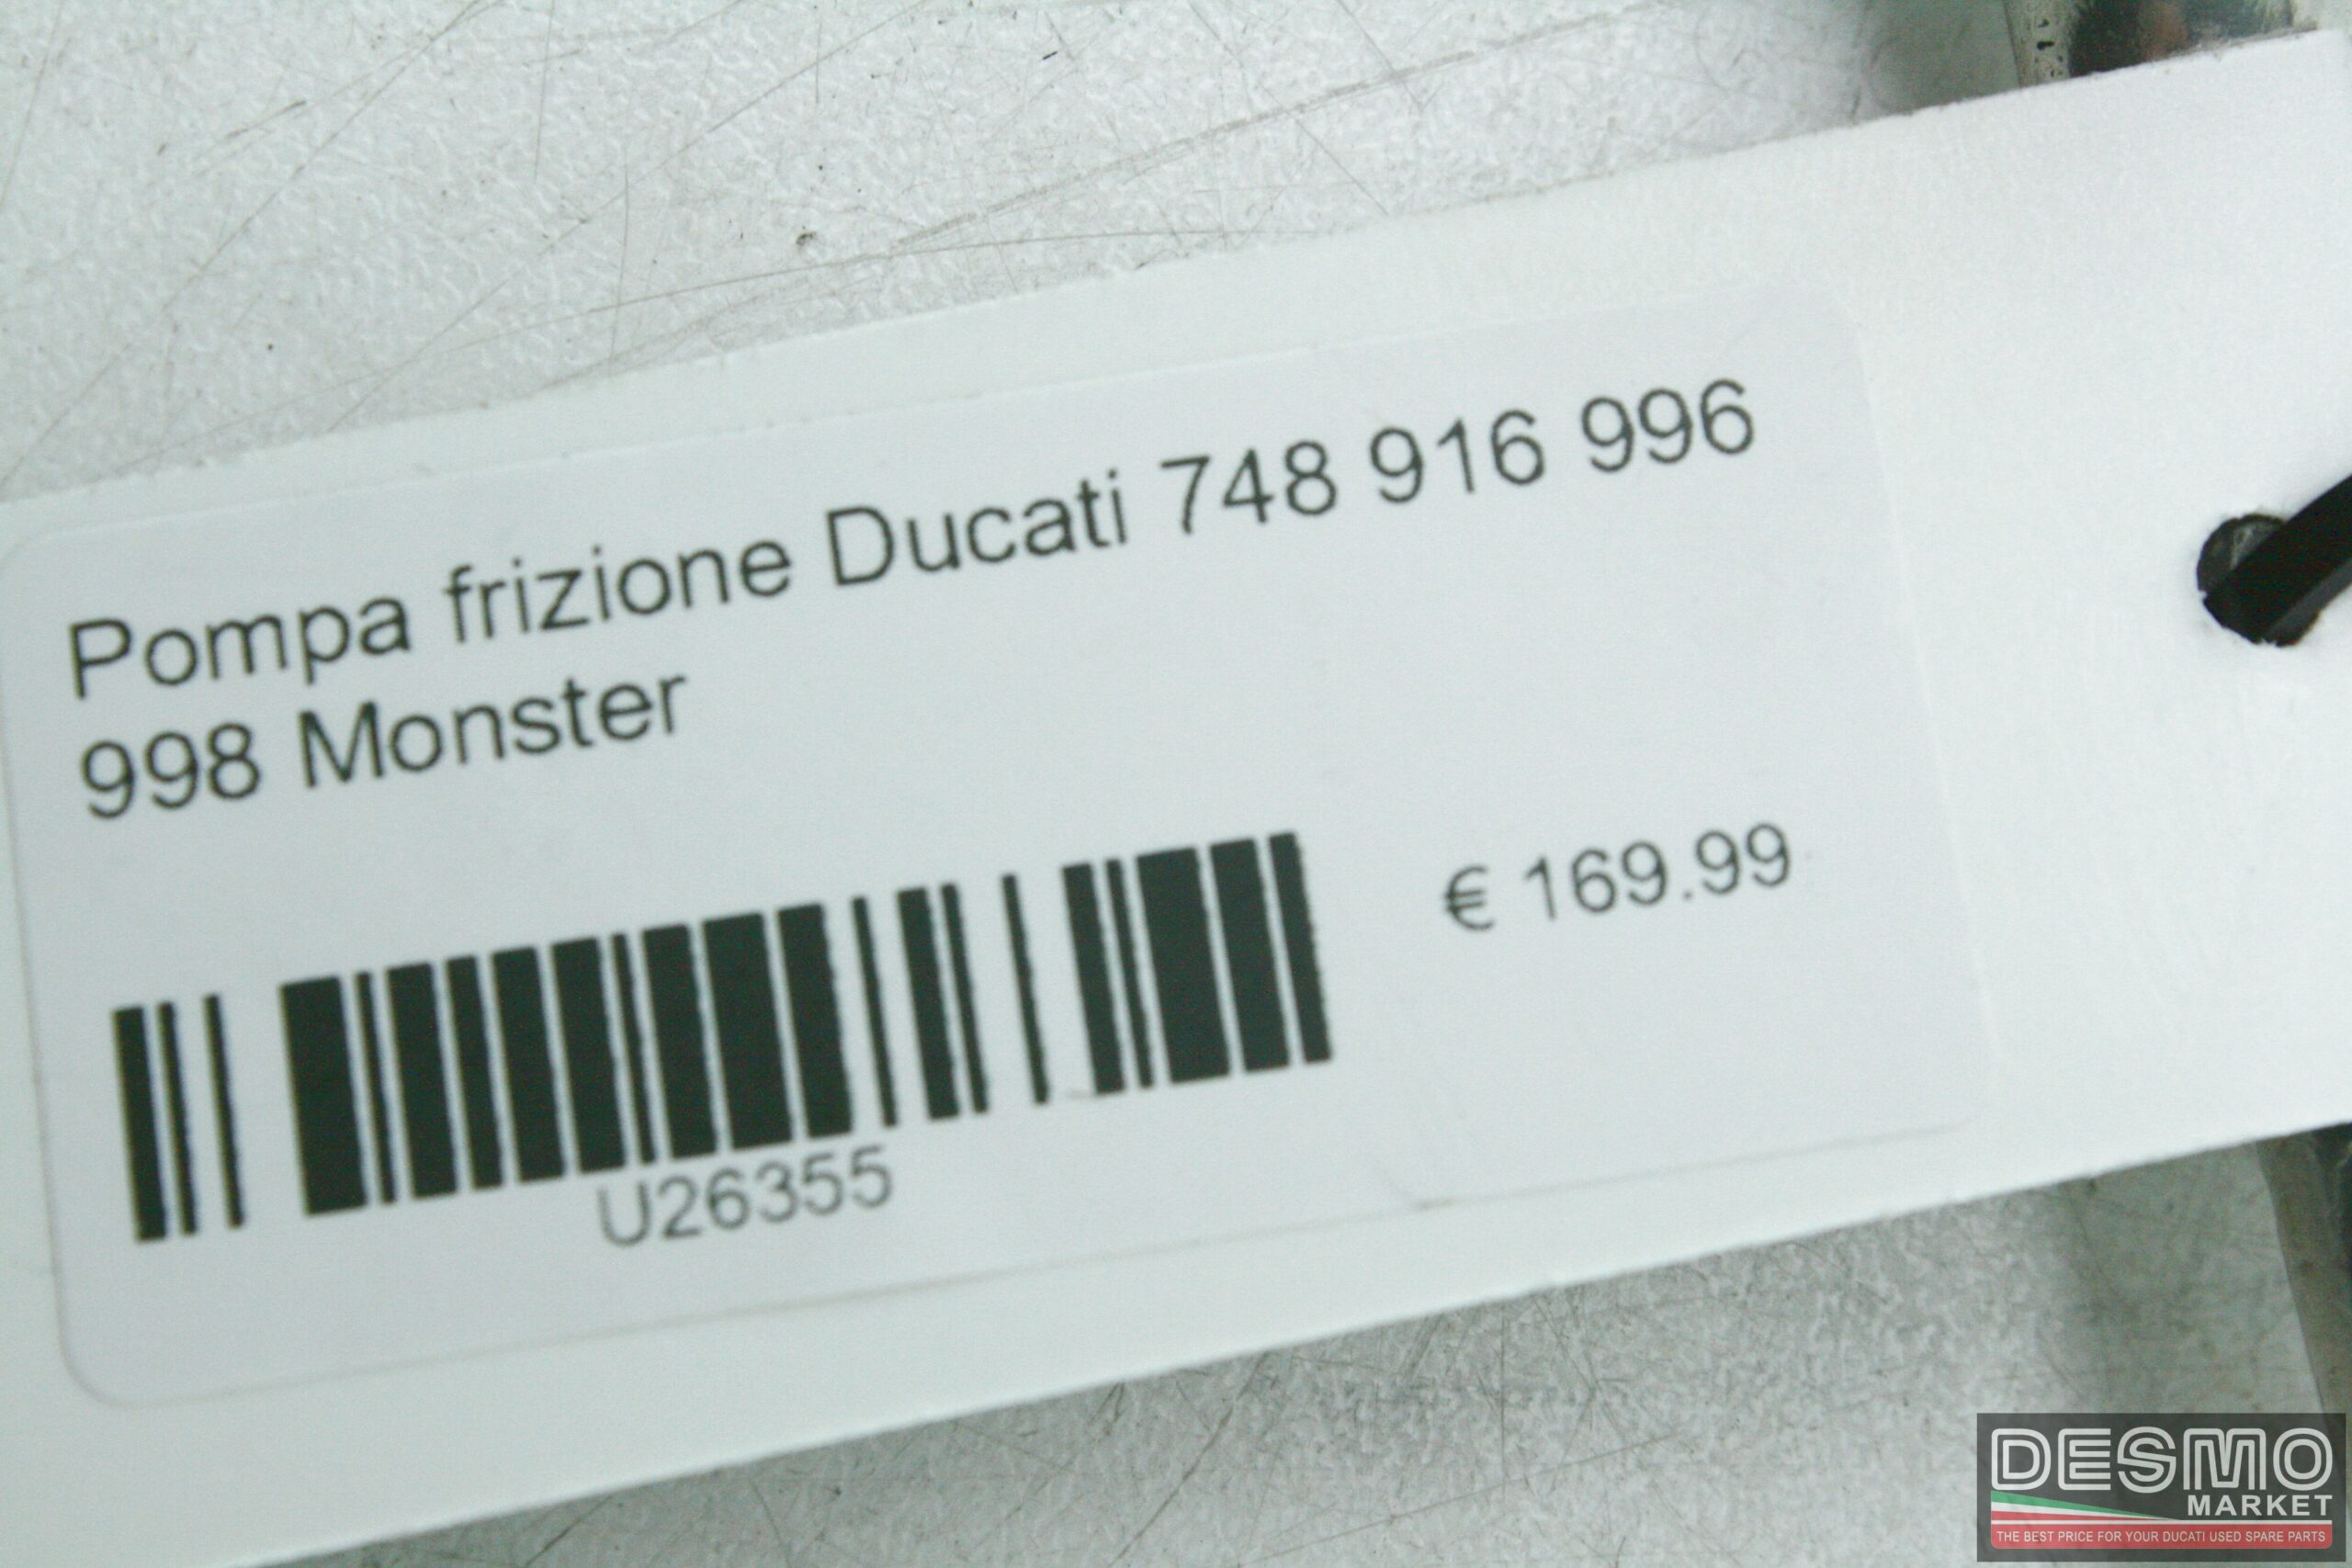 Pompa frizione Ducati 748 916 996
998 Monster
€ 169.99
U26355
DESMO
MARKET
THE BEST PRICE FOR YOUR DUCATI USED SPARE PARTS